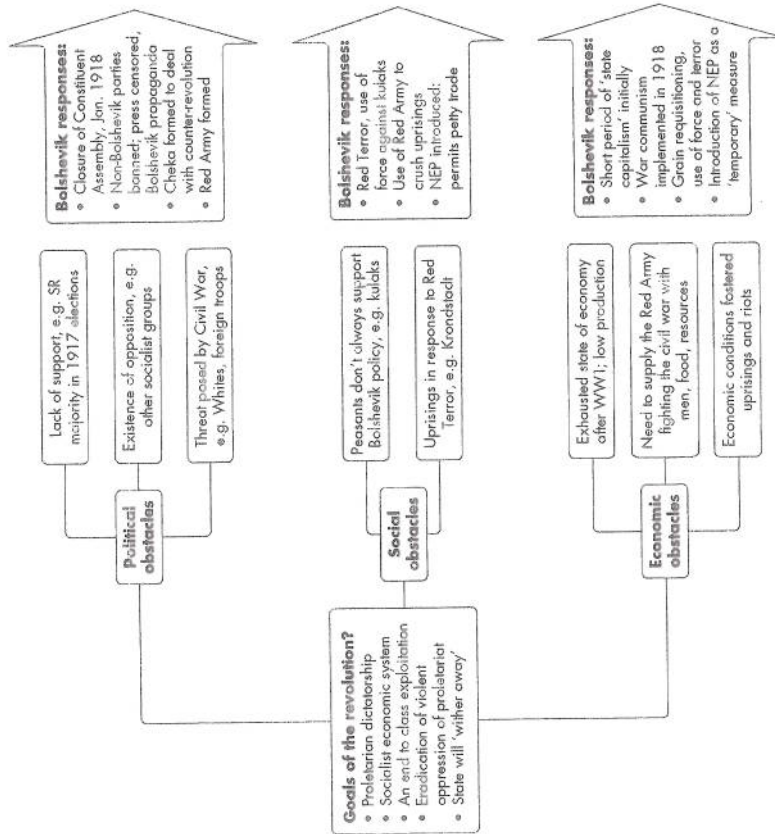 Goals of the revolution?
• Proletarian dictatorship
• Socialist economic system
• An end to class exploitation
• Eradication of violent
oppression of proletariat
• State will 'wither away'
Political
obstacles
Lack of support, e.g. SR
majority in 1917 elections
Existence of opposition, e.g.
other socialist groups
Threat posed by Civil War,
e.g. Whites, foreign troops
Bolshevik responses:
• Closure of Constituent
Assembly, Jan. 1918
• Non-Bolshevik parties
banned; press censored,
Bolshevik propaganda
• Cheka formed to deal
with counter-revolution
• Red Army formed
Social
obstacles
Peasants don't always support
Bolshevik policy, e.g. kulaks
Uprisings in response to Red
Terror, e.g. Krondstadt
Bolshevik responses:
• Red Terror, use of
force against kulaks
• Use of Red Army to
crush uprisings
• NEP introduced:
permits petty trade
Economic
obstacles
Exhausted state of economy
after WW1; low production
Need to supply the Red Army
fighting the civil war with
men, food, resources
Economic conditions fostered
uprisings and riots
Bolshevik responses:
• Short period of 'state
capitalism' initially
• War communism
implemented in 1918
• Grain requisitioning,
use of force and terror
• Introduction of NEP as a
'temporary' measure